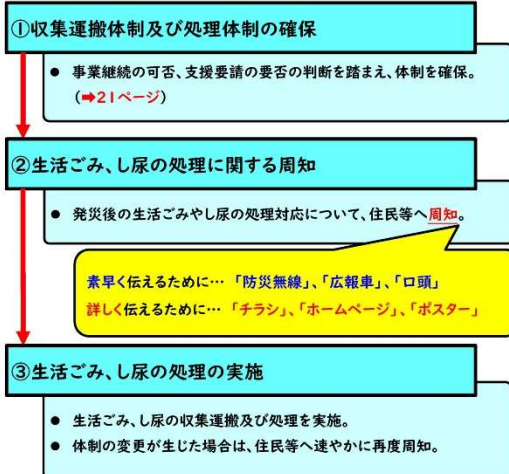 ①収集運搬体制及び処理体制の確保
● 事業継続の可否、支援要請の要否の判断を踏まえ、体制を確保。
(➡21ページ)
②生活ごみ、し尿の処理に関する周知
● 発災後の生活ごみやし尿の処理対応について、住民等へ周知。
素早く伝えるために… 「防災無線」、「広報車」、「口頭」
詳しく伝えるために… 「チラシ」、「ホームページ」、「ポスター」
③生活ごみ、し尿の処理の実施
● 生活ごみ、し尿の収集運搬及び処理を実施。
● 体制の変更が生じた場合は、住民等へ速やかに再度周知。